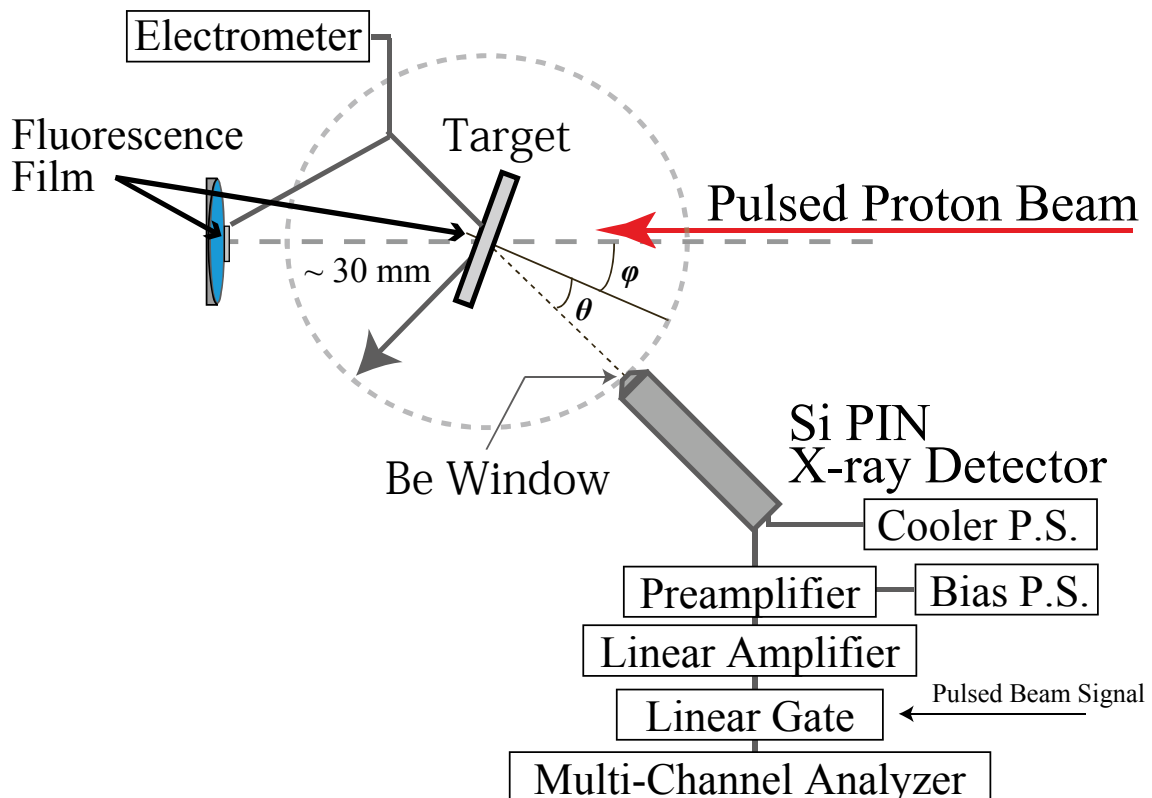 Electrometer
Fluorescence
Film
Target
Pulsed Proton Beam
~ 30 mm
φ
θ
Be Window
Si PIN
X-ray Detector
Cooler P.S.
Preamplifier
Bias P.S.
Linear Amplifier
Linear Gate
Pulsed Beam Signal
Multi-Channel Analyzer